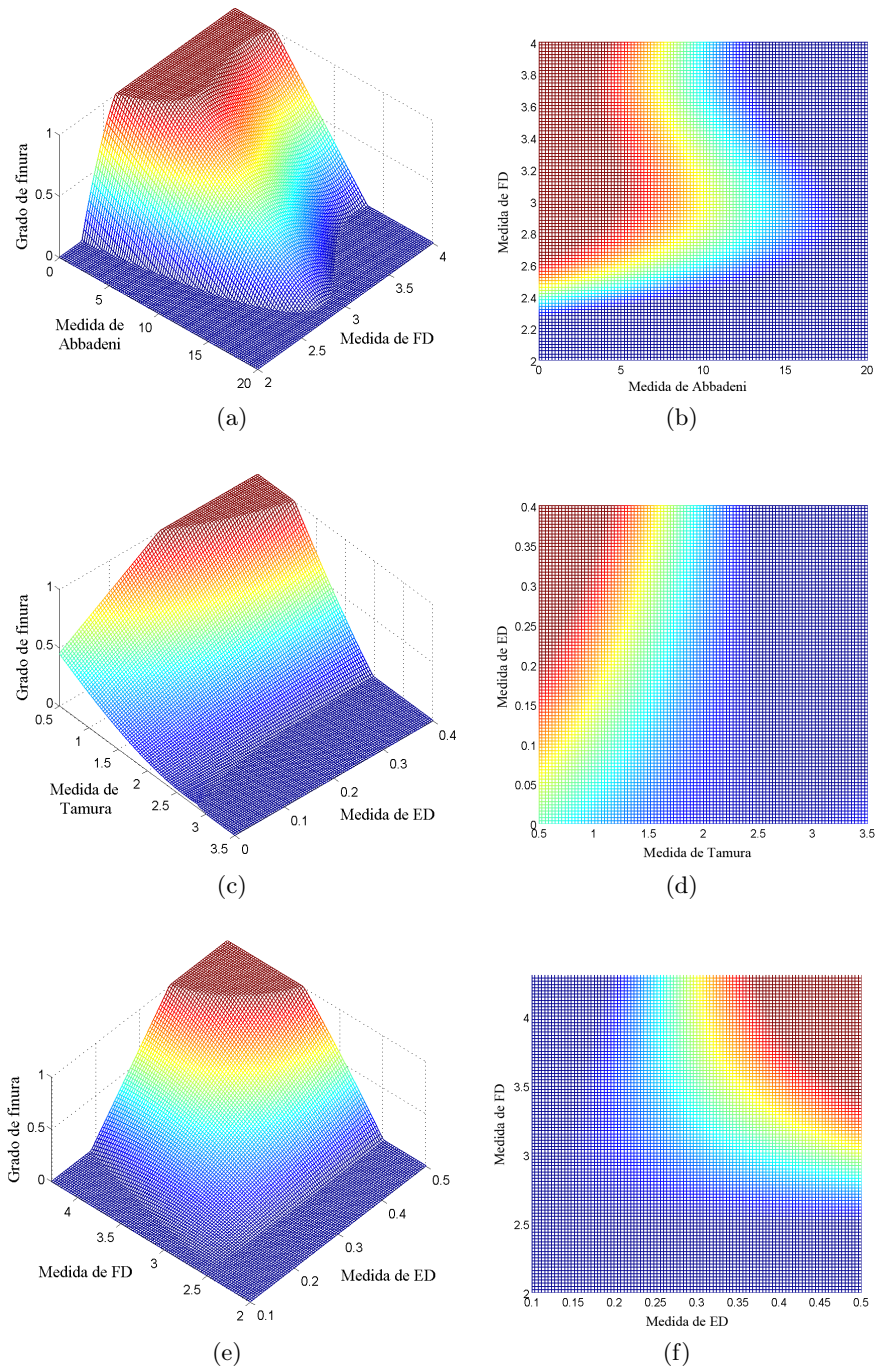 1
0.5
0
Grado de finura
0
5
10
15
20
Medida de
Abbadeni
2
2.5
3
3.5
4
Medida de FD
(a)
4
3.8
3.6
3.4
3.2
3
2.8
2.6
2.4
2.2
2
Medida de FD
0 5 10 15 20
Medida de Abbadeni
(b)
1
0.5
0
Grado de finura
0.5
1
1.5
2
2.5
3
3.5
Medida de
Tamura
0
0.1
0.2
0.3
0.4
Medida de ED
(c)
0.4
0.35
0.3
0.25
0.2
0.15
0.1
0.05
0
Medida de ED
0.5 1 1.5 2 2.5 3 3.5
Medida de Tamura
(d)
1
0.5
0
Grado de finura
4
3.5
3
2.5
2
Medida de FD
0.1
0.2
0.3
0.4
0.5
Medida de ED
(e)
4
3.5
3
2.5
2
Medida de FD
0.1 0.15 0.2 0.25 0.3 0.35 0.4 0.45 0.5
Medida de ED
(f)